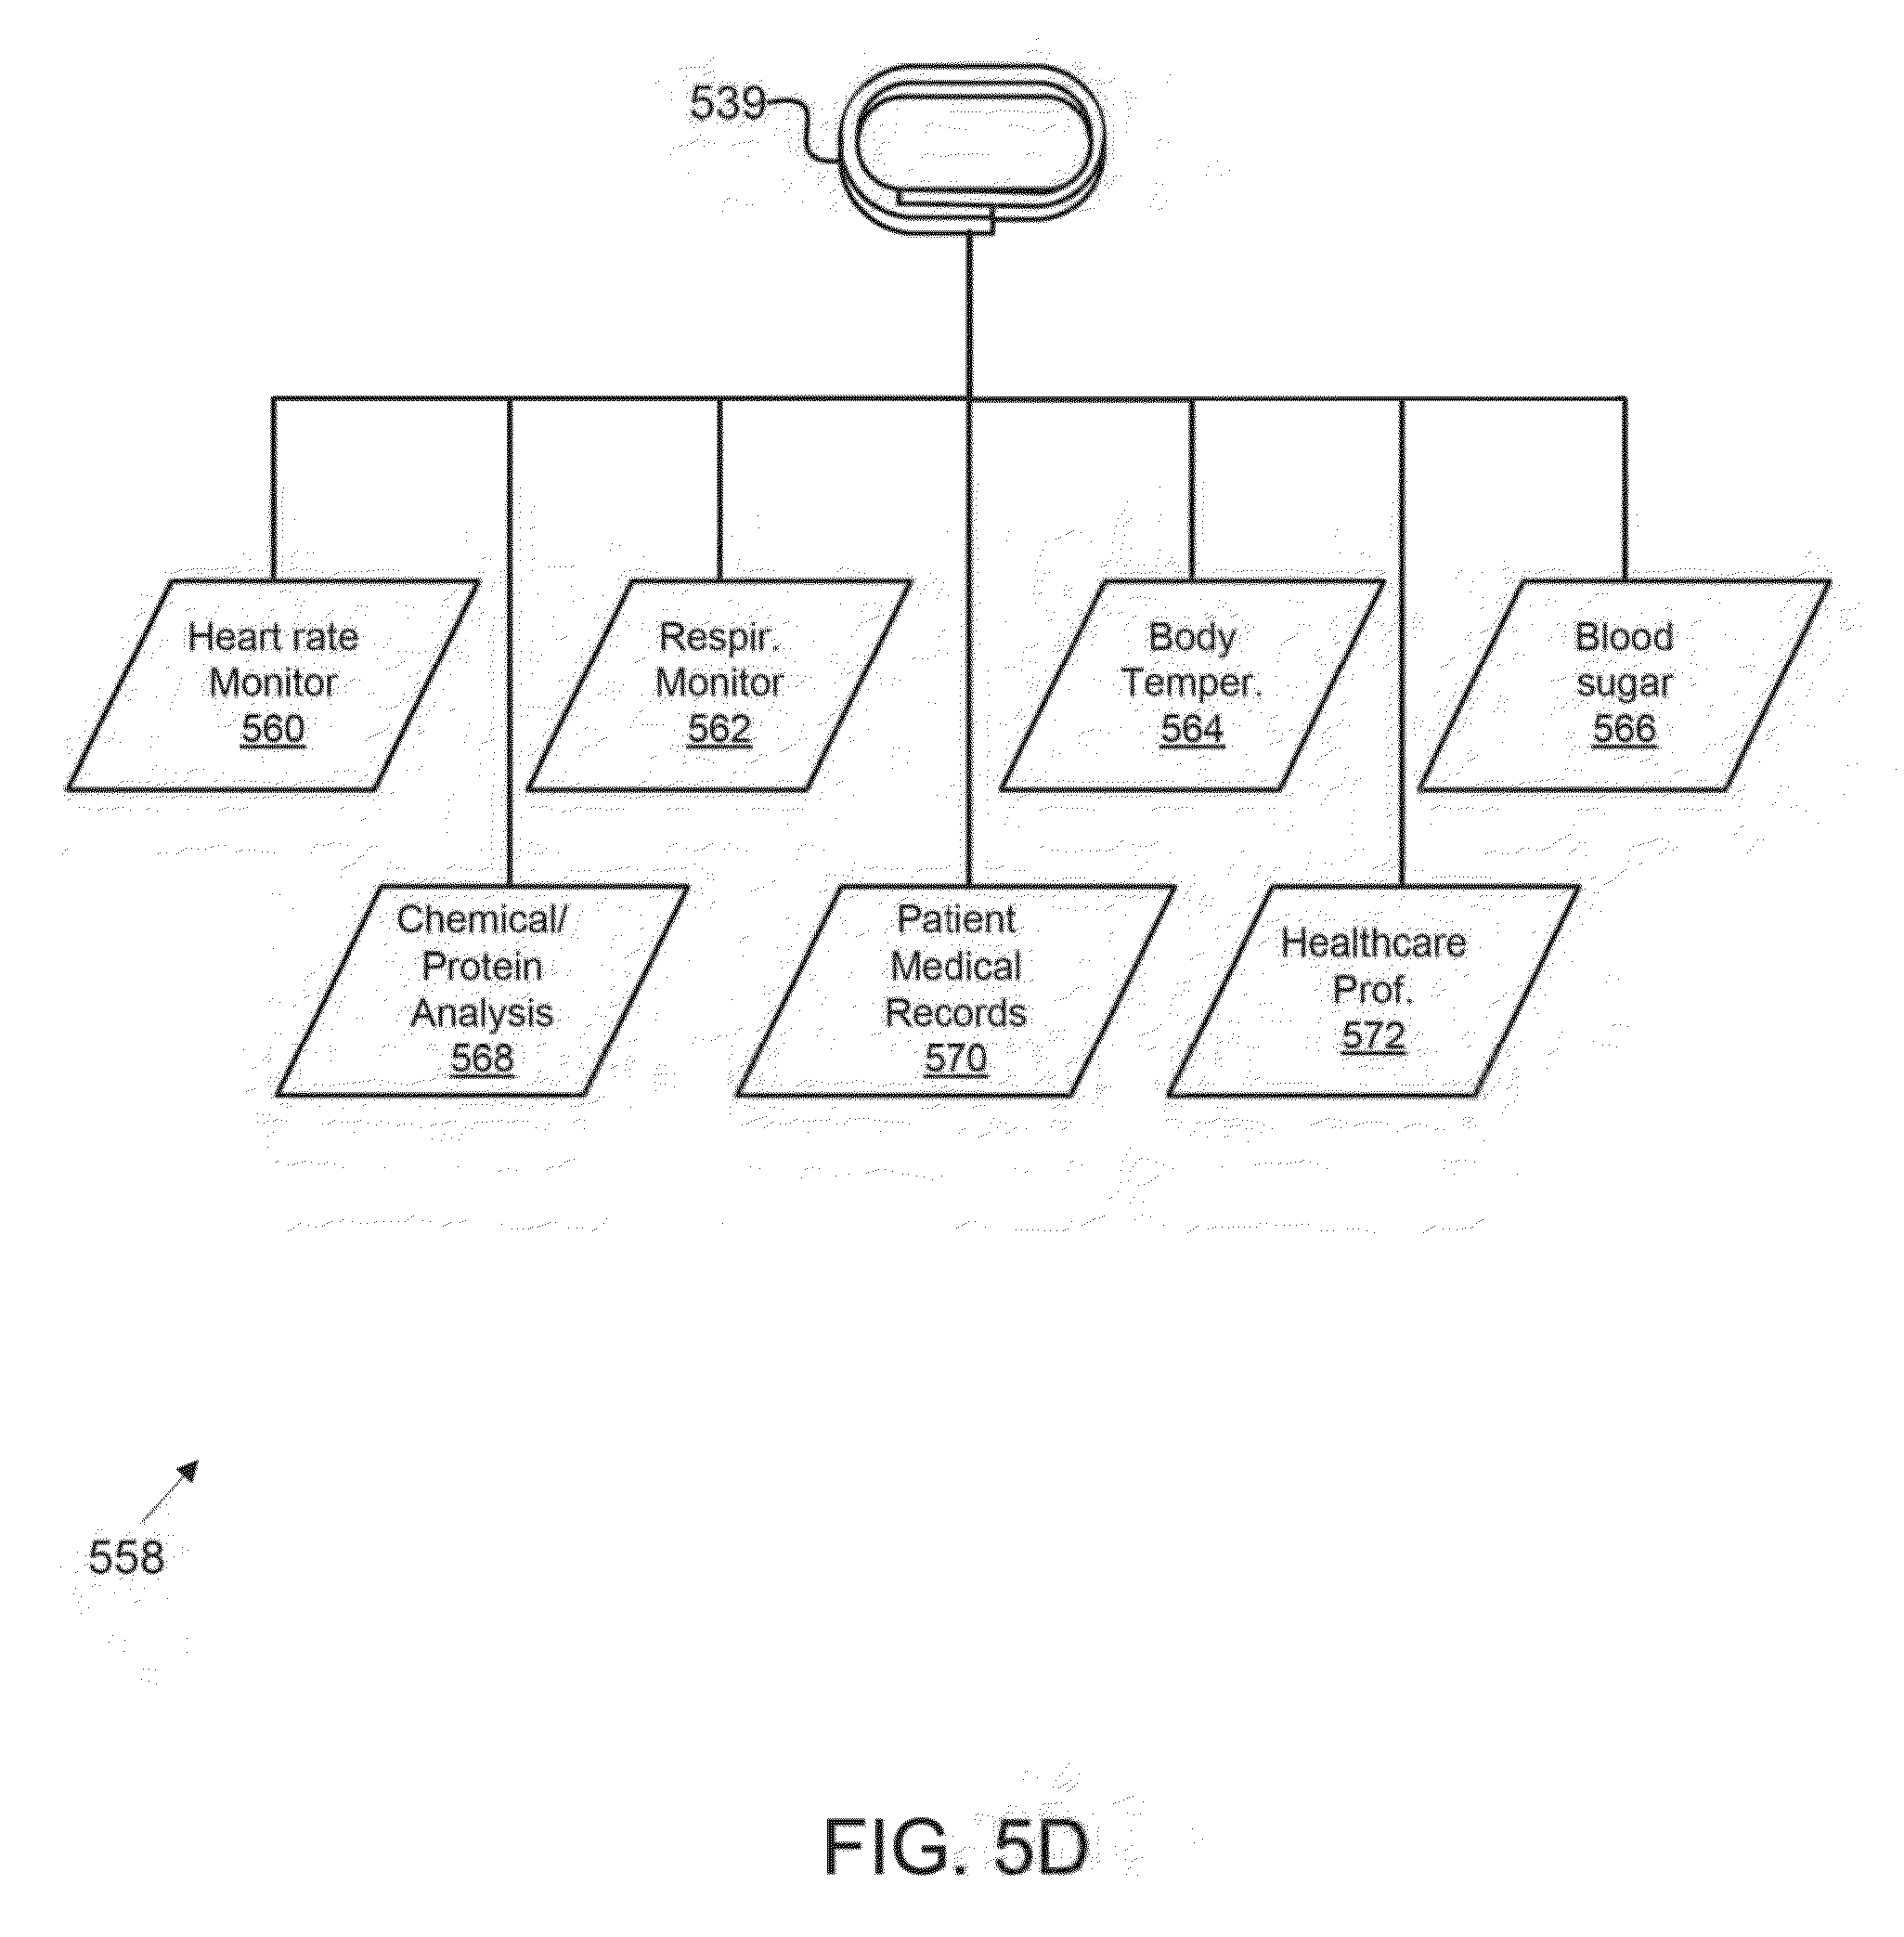 539
Heart rate
Monitor
560
Respir.
Monitor
562
Body
Temper.
564
Blood
sugar
566
Chemical/
Protein
Analysis
568
Patient
Medical
Records
570
Healthcare
Prof.
572
558
FIG. 5D